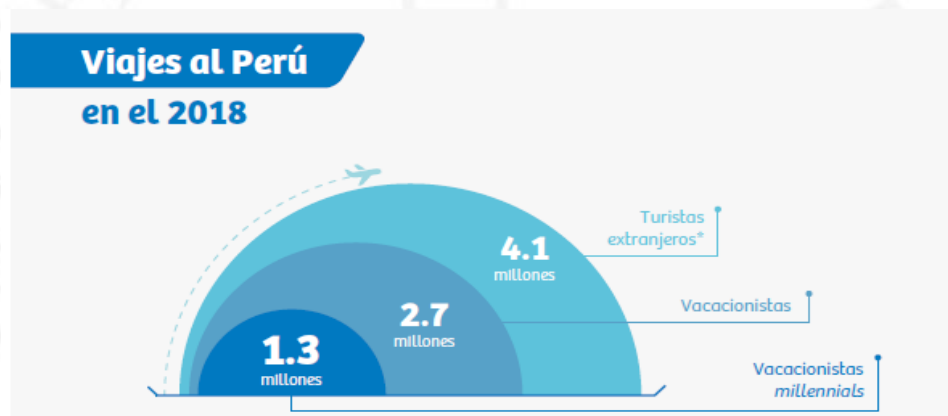 Viajes al Perú
en el 2018
Turistas
extranjeros*
4.1
millones
Vacacionistas
2.7
millones
1.3
millones
Vacacionistas
millennials